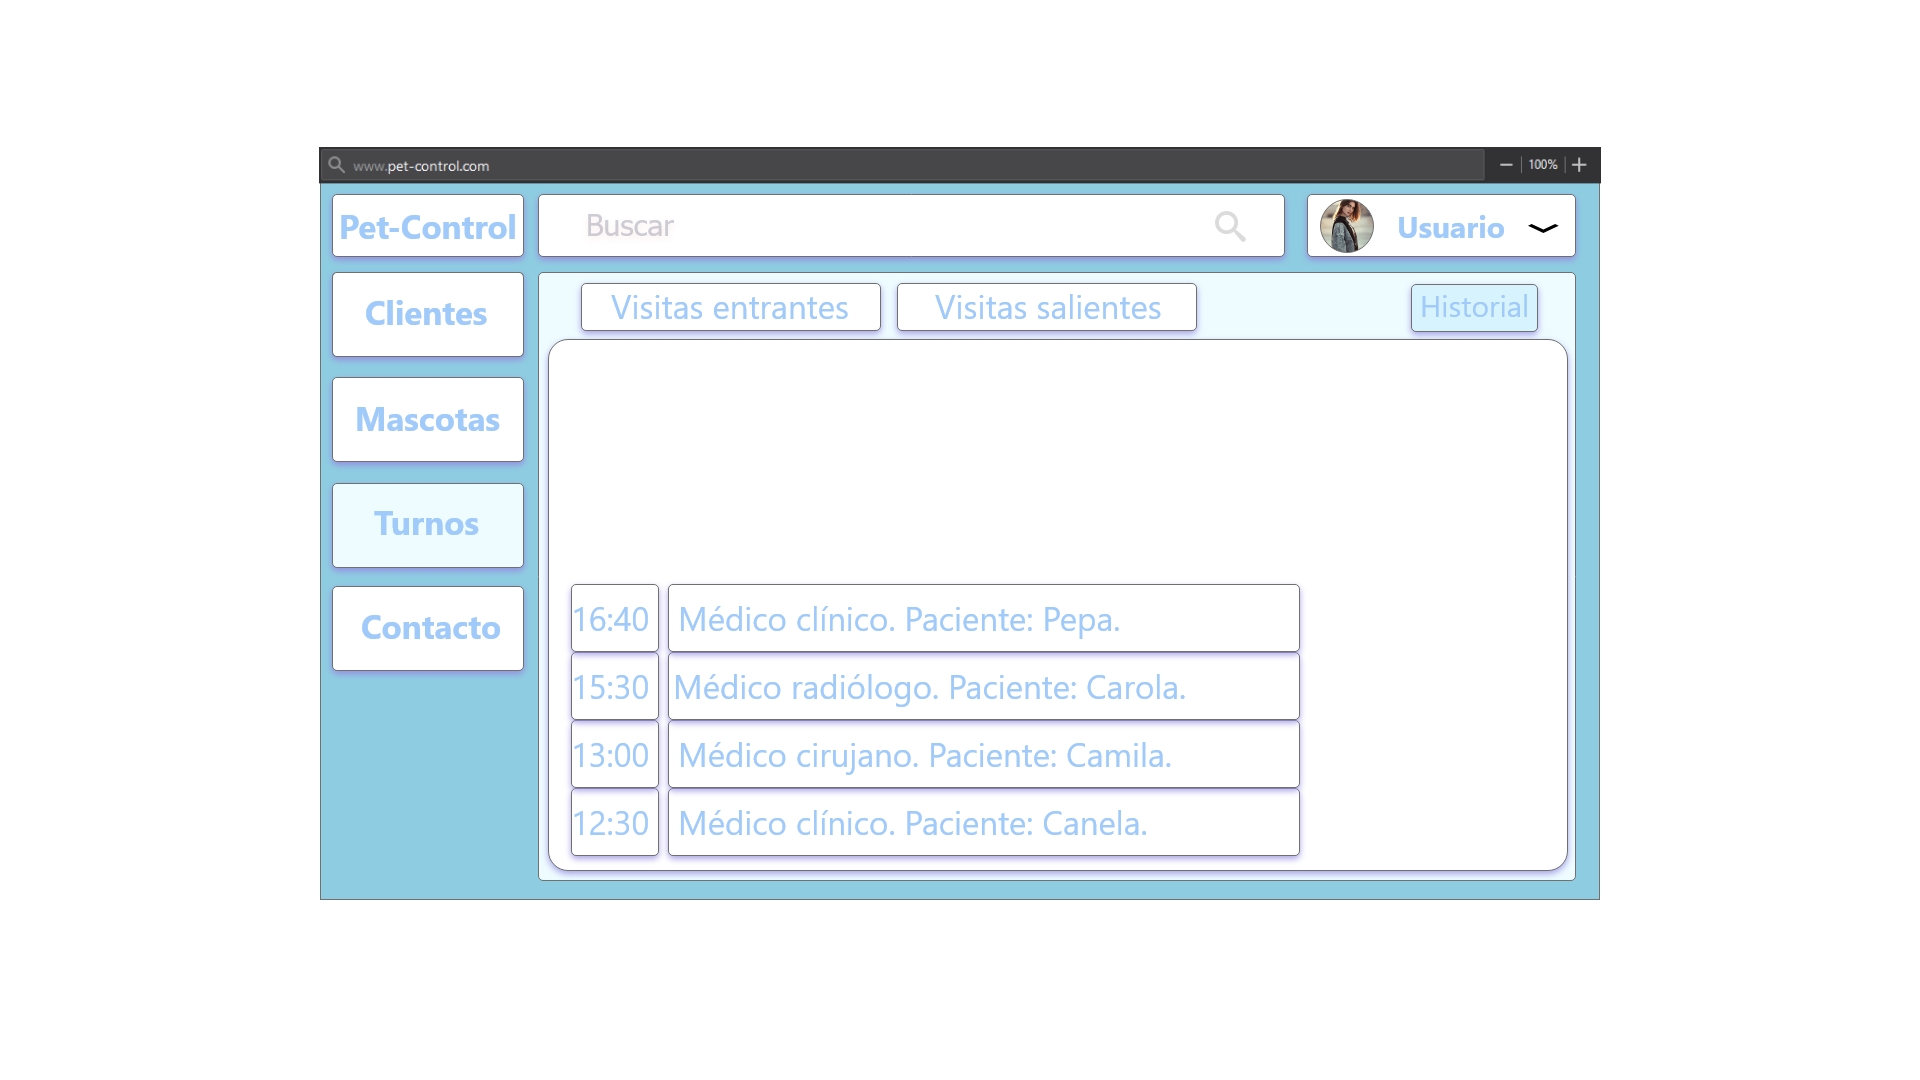 www.pet-control.com
100%
Pet-Control
Buscar
Usuario
Clientes
Mascotas
Turnos
Contacto
Visitas entrantes
Visitas salientes
Historial
16:40 Médico clínico. Paciente: Pepa.
15:30 Médico radiólogo. Paciente: Carola.
13:00 Médico cirujano. Paciente: Camila.
12:30 Médico clínico. Paciente: Canela.